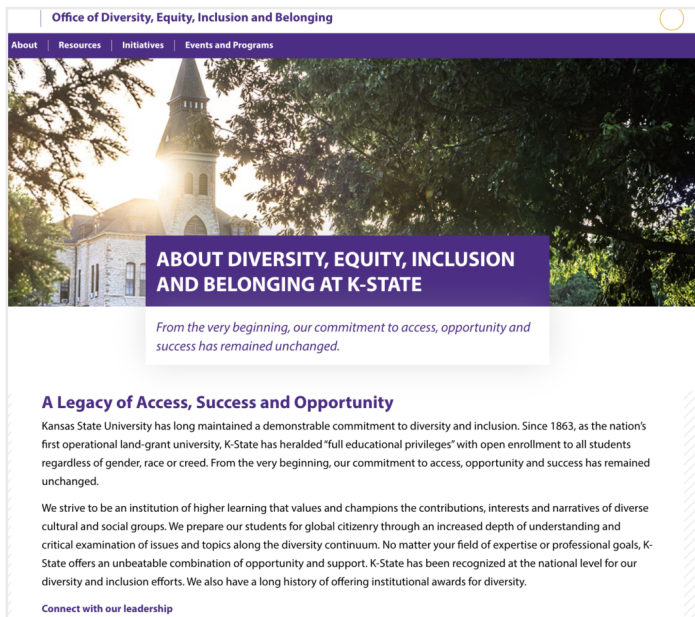 Office of Diversity, Equity, Inclusion and Belonging
About Resources Initiatives Events and Programs
ABOUT DIVERSITY, EQUITY, INCLUSION
AND BELONGING AT K-STATE
From the very beginning, our commitment to access, opportunity and
success has remained unchanged.
A Legacy of Access, Success and Opportunity
Kansas State University has long maintained a demonstrable commitment to diversity and inclusion. Since 1863, as the nation's
first operational land-grant university, K-State has heralded "full educational privileges" with open enrollment to all students
regardless of gender, race or creed. From the very beginning, our commitment to access, opportunity and success has remained
unchanged.
We strive to be an institution of higher learning that values and champions the contributions, interests and narratives of diverse
cultural and social groups. We prepare our students for global citizenry through an increased depth of understanding and
critical examination of issues and topics along the diversity continuum. No matter your field of expertise or professional goals, K-
State offers an unbeatable combination of opportunity and support. K-State has been recognized at the national level for our
diversity and inclusion efforts. We also have a long history of offering institutional awards for diversity.
Connect with our leadership